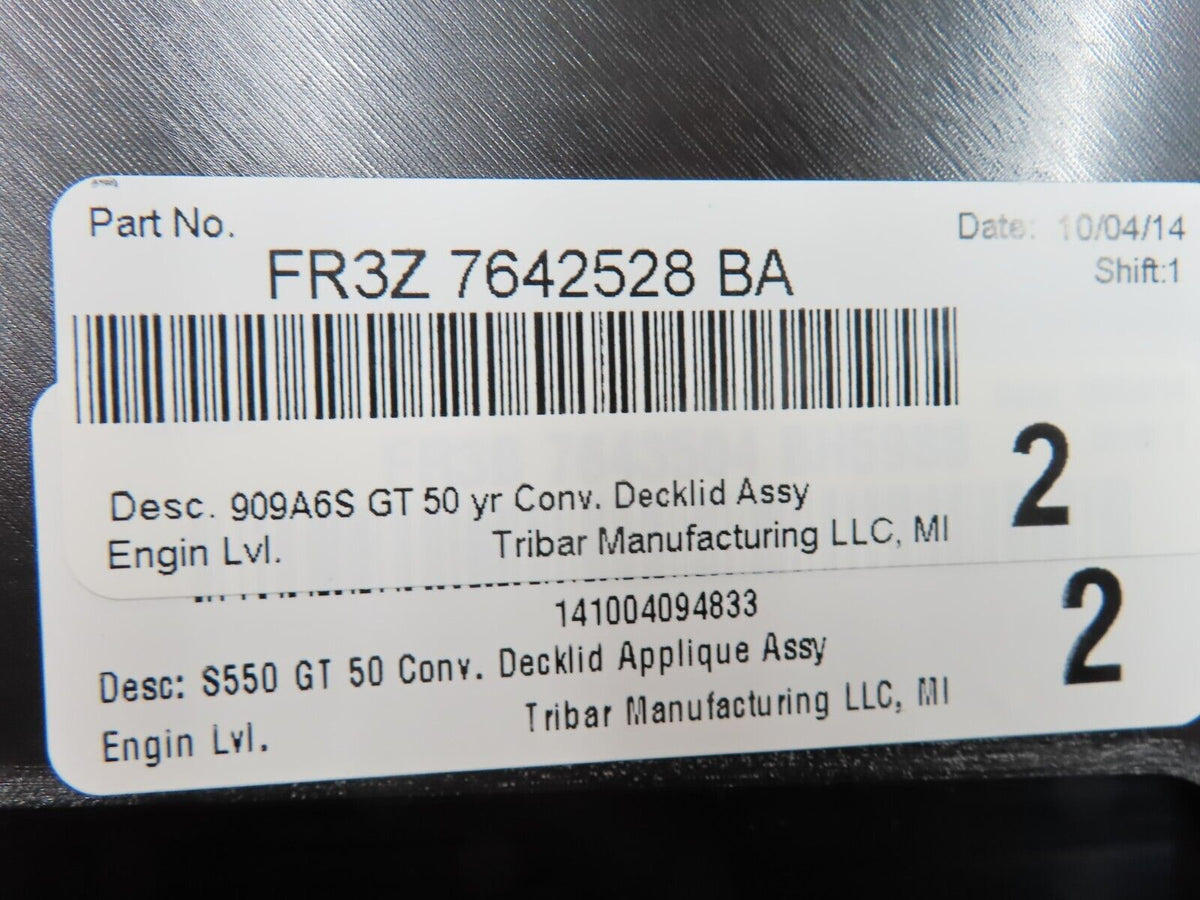 Part No.
Date: 10/04/14
FR3Z 7642528 BA
Shift:1
2
Desc. 909A6S GT 50 yr Conv. Decklid Assy
Engin Lvl.
Tribar Manufacturing LLC, MI
141004094833
2
Desc: S550 GT 50 Conv. Decklid Applique Assy
Engin Lvl.
Tribar Manufacturing LLC, MI